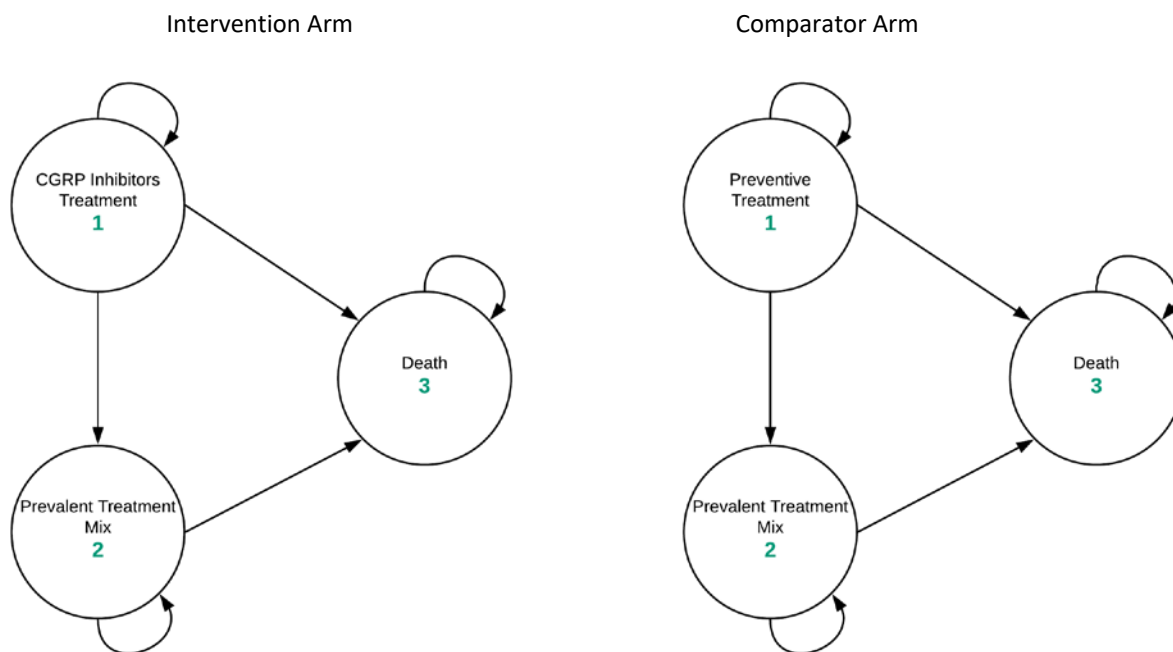 Intervention Arm
Comparator Arm
CGRP Inhibitors
Treatment
1
Preventive
Treatment
1
Death
3
Death
3
Prevalent Treatment
Mix
2
Prevalent Treatment
Mix
2